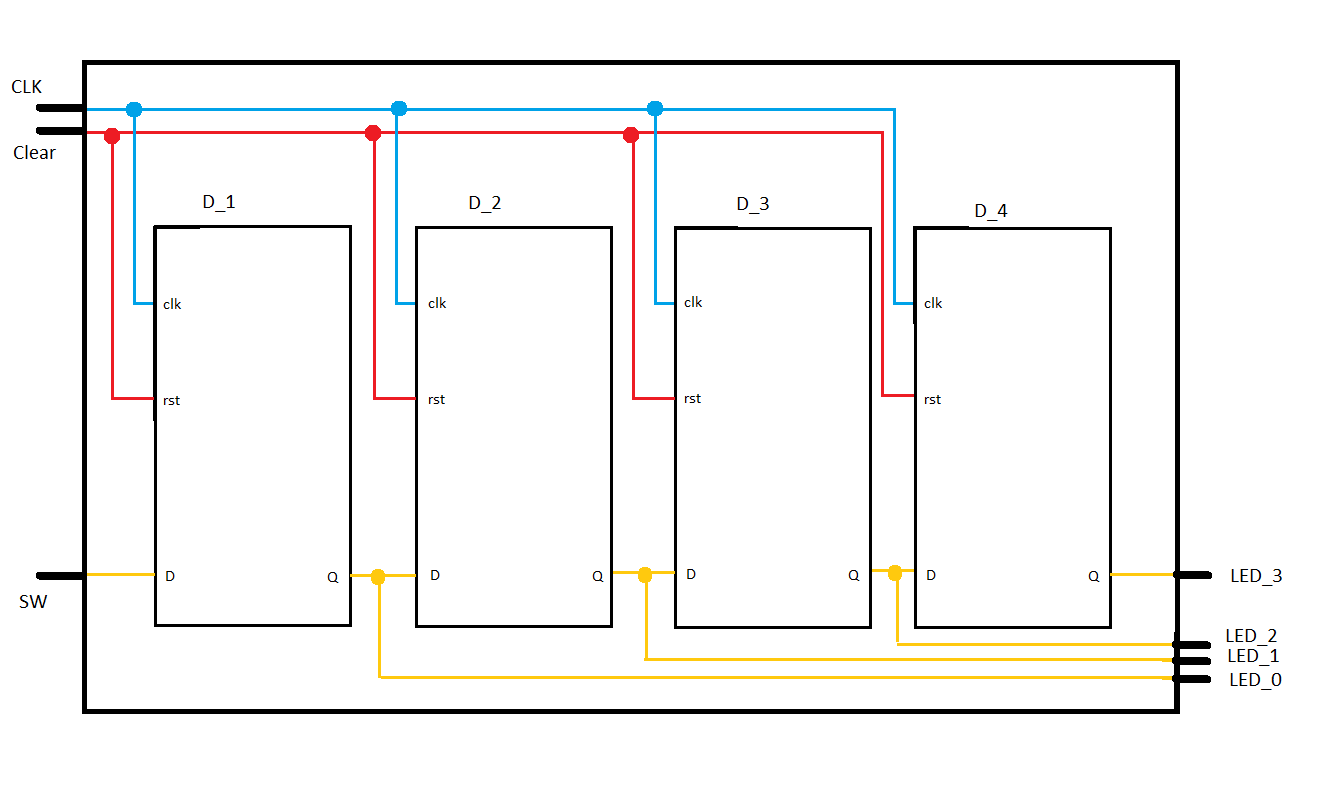 CLK
Clear
D_1
D_2
D_3
D_4
clk
clk
clk
clk
rst
rst
rst
rst
D
Q
D
Q
D
Q
D
Q
SW
LED_3
LED_2
LED_1
LED_0